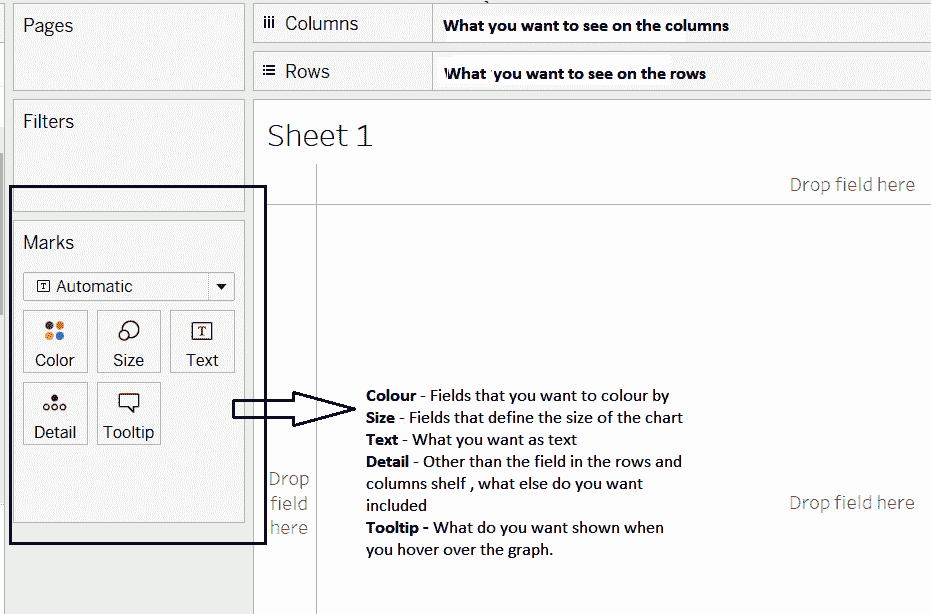 Pages
Columns
What you want to see on the columns
Rows
What you want to see on the rows
Filters
Sheet 1
Drop field here
Marks
T Automatic
Color
Size
T
Text
Detail
Tooltip
Colour - Fields that you want to colour by
Size - Fields that define the size of the chart
Text - What you want as text
Detail - Other than the field in the rows and
columns shelf , what else do you want
included
Tooltip - What do you want shown when
you hover over the graph.
Drop
field
here
Drop field here